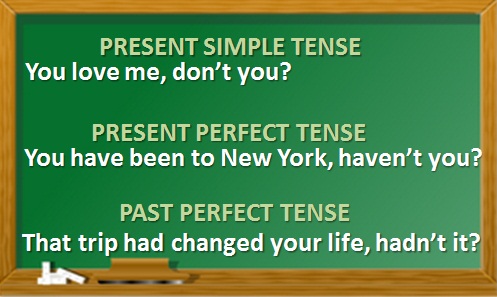 PRESENT SIMPLE TENSE
You love me, don't you?
PRESENT PERFECT TENSE
You have been to New York, haven't you?
PAST PERFECT TENSE
That trip had changed your life, hadn't it?